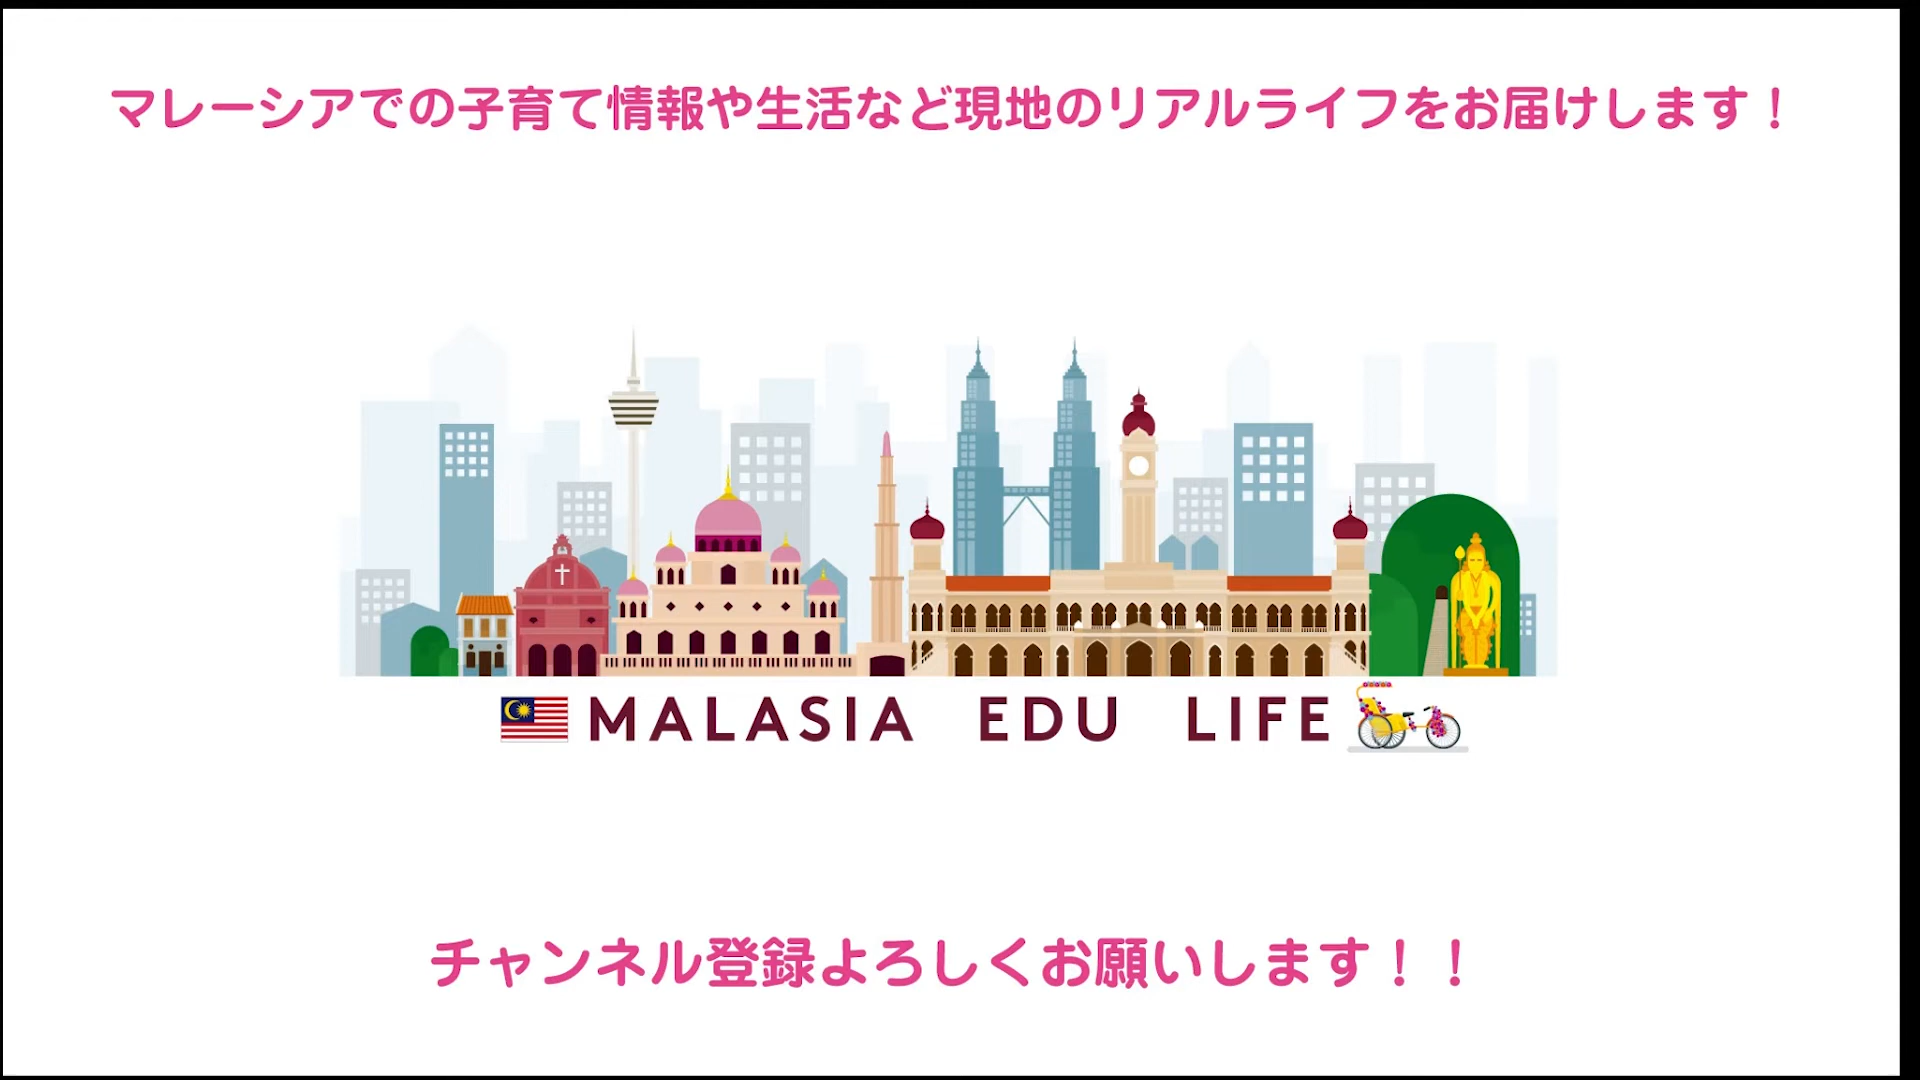 マレーシアでの子育て情報や生活など現地のリアルライフをお届けします！
MALASIA EDU LIFE
チャンネル登録よろしくお願いします！！